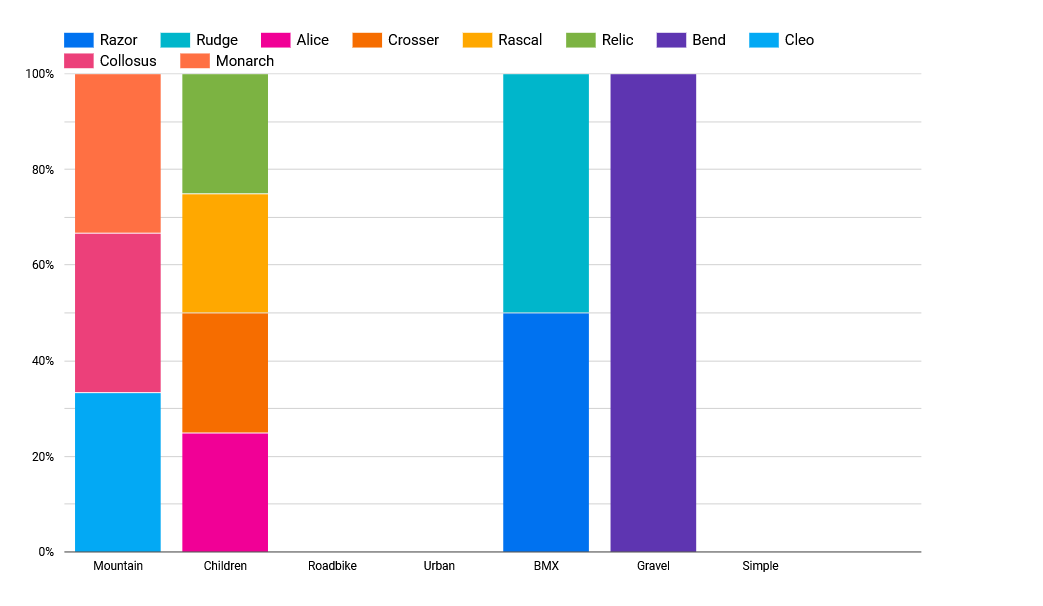 Razor Rudge Alice Crosser Rascal Relic Bend Cleo
Collosus Monarch
100%
80%
60%
40%
20%
0%
Mountain Children Roadbike Urban BMX Gravel Simple